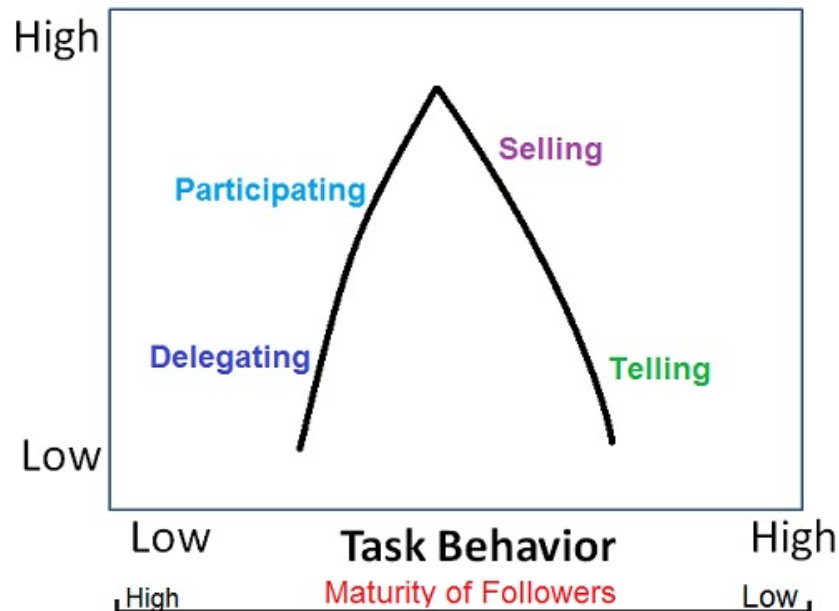 High
Selling
Participating
Delegating
Telling
Low
Low Task Behavior High
High Maturity of Followers Low